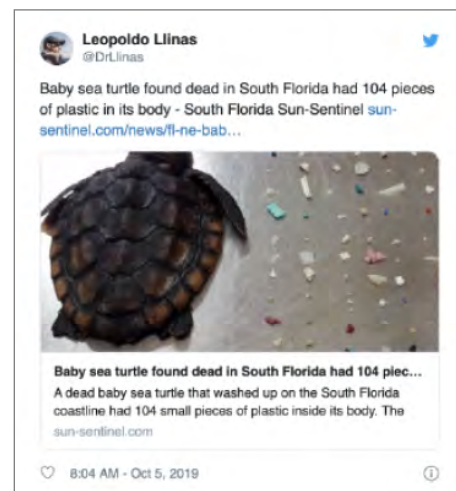 Leopoldo Llinas
@DrLlinas
Baby sea turtle found dead in South Florida had 104 pieces
of plastic in its body - South Florida Sun-Sentinel sun-
sentinel.com/news/fl-ne-bab…
Baby sea turtle found dead in South Florida had 104 piec...
A dead baby sea turtle that washed up on the South Florida
coastline had 104 small pieces of plastic inside its body. The
sun-sentinel.com
8:04 AM - Oct 5, 2019